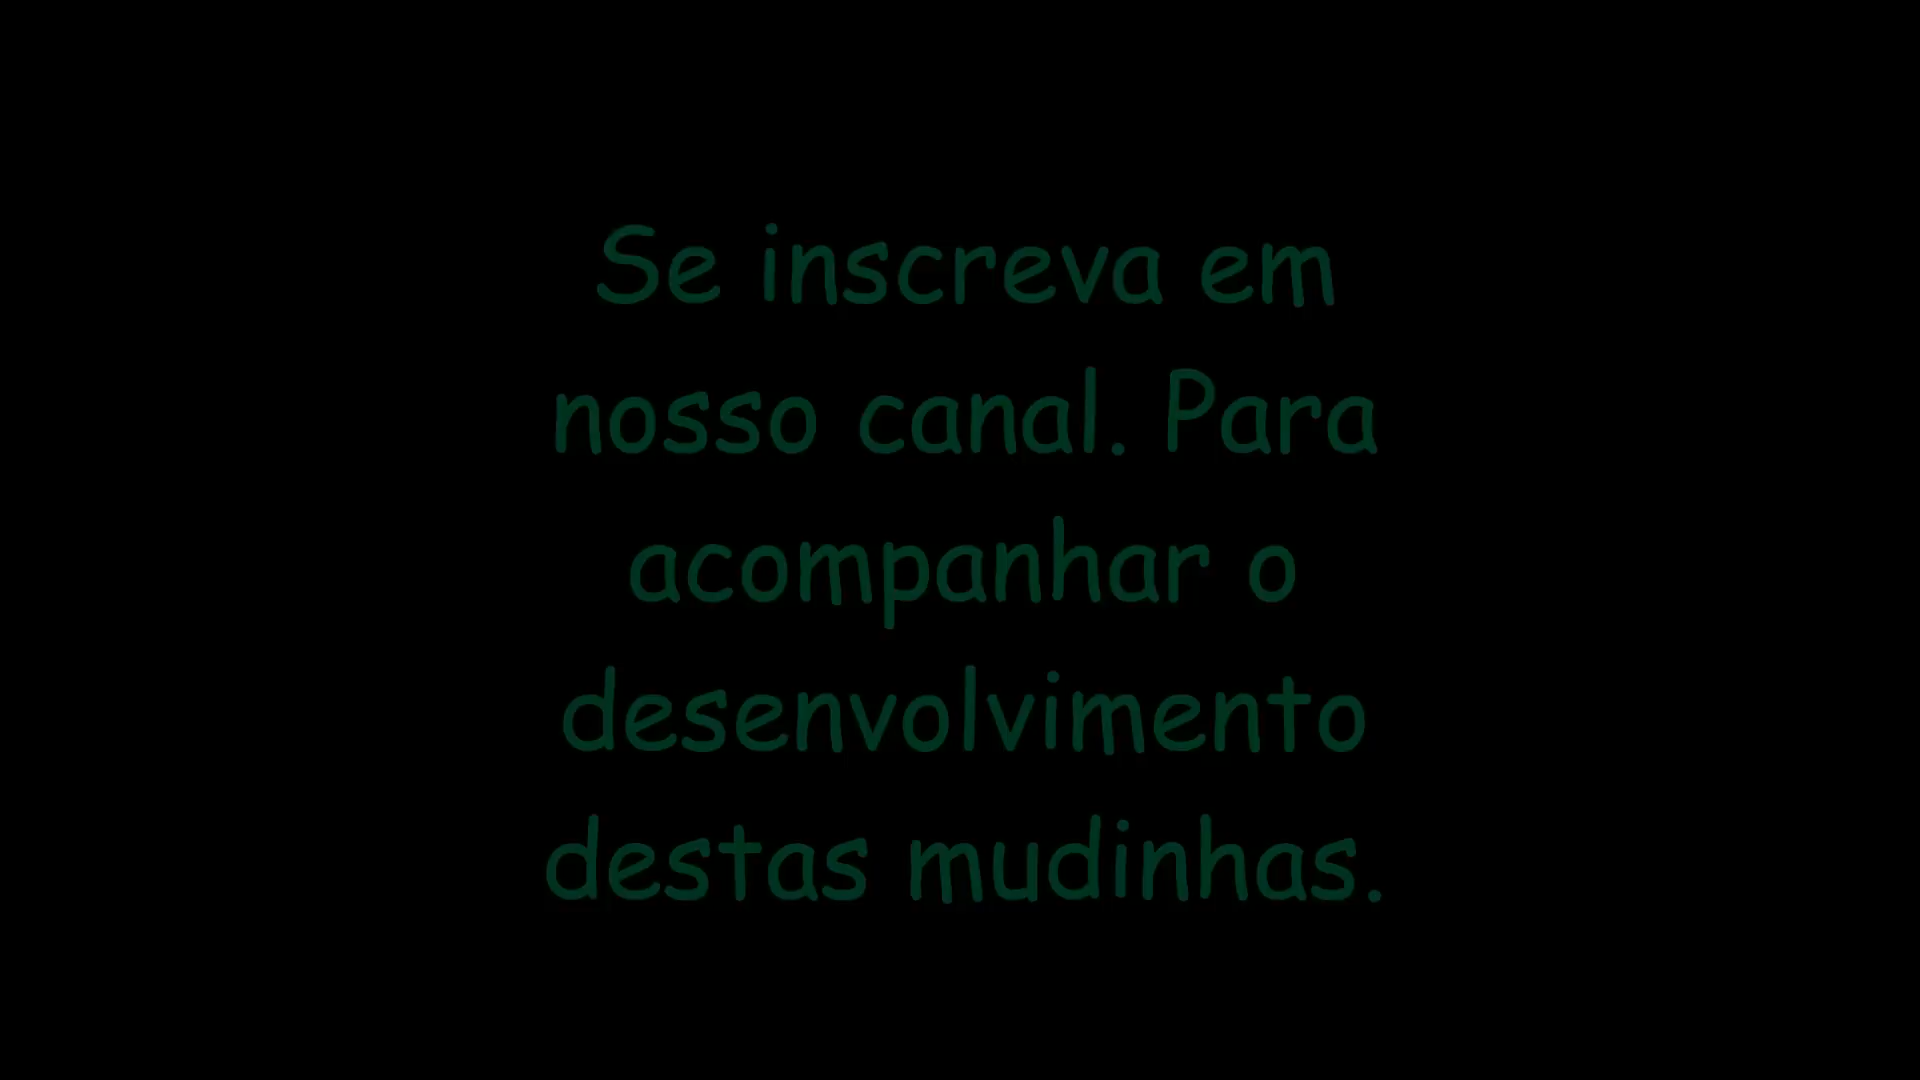 Se inscreva em
nosso canal. Para
acompanhar o
desenvolvimento
destas mudinhas.